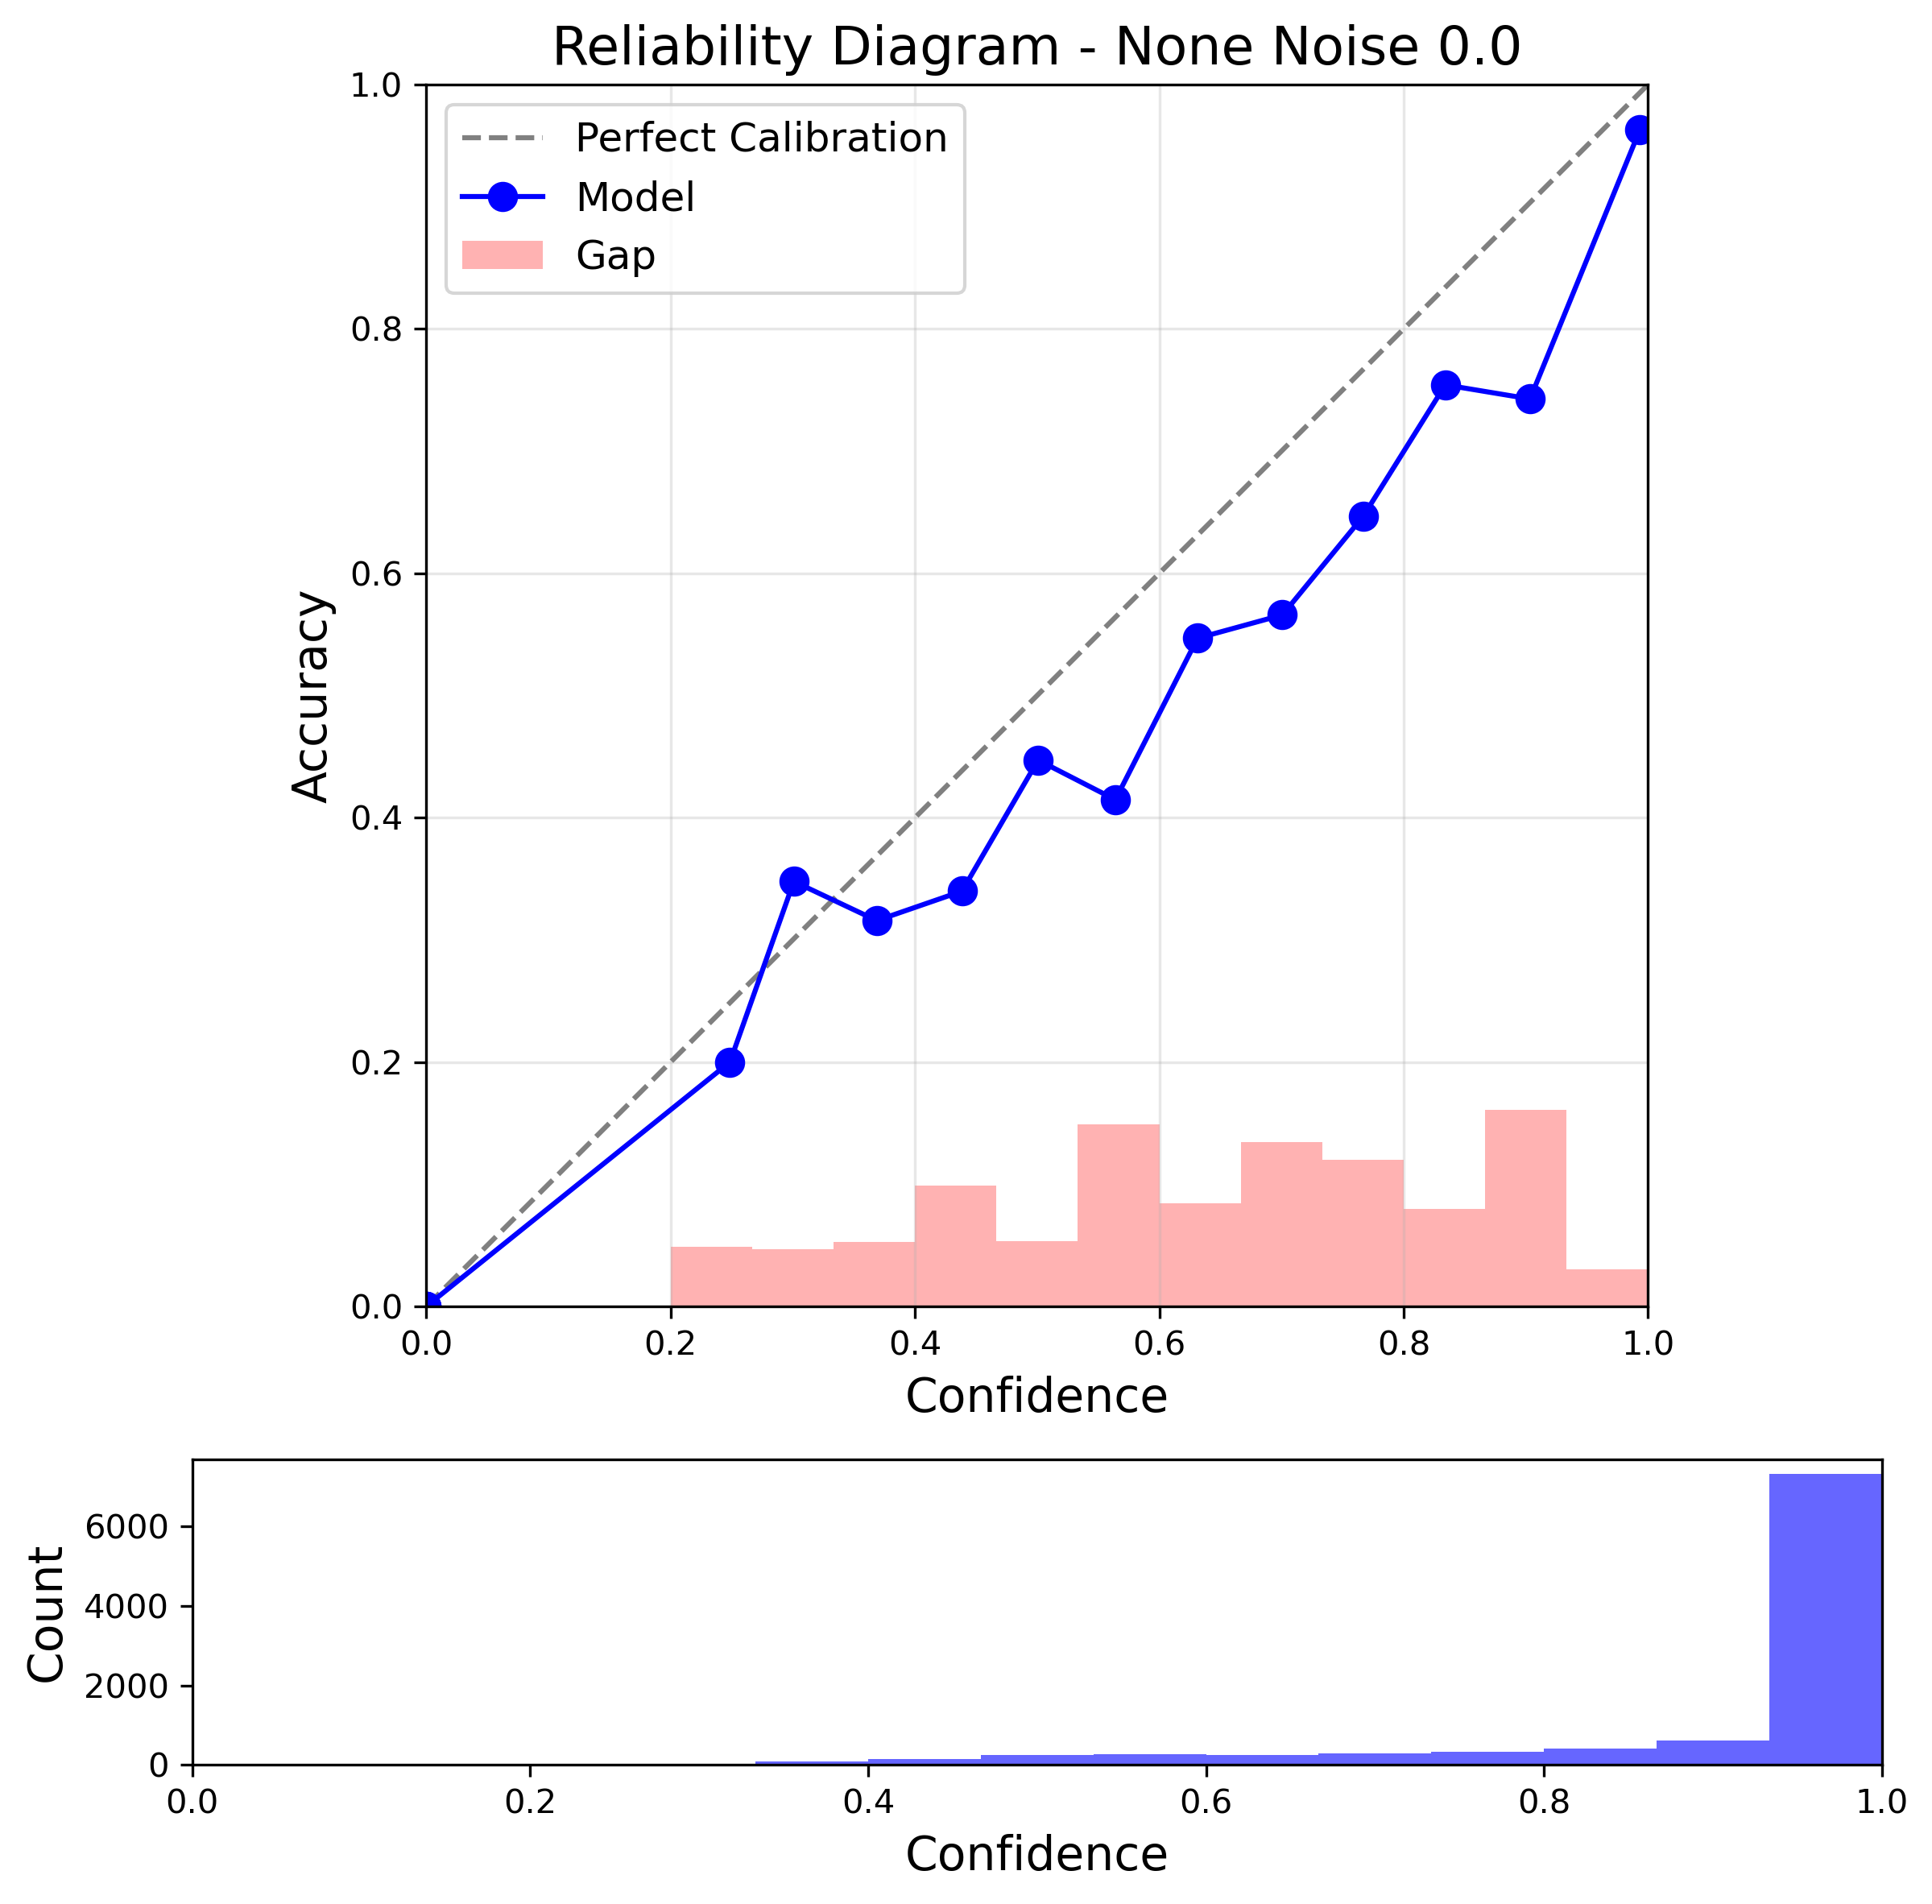 Reliability Diagram - None Noise 0.0
1.0
0.8
0.6
0.4
0.2
0.0
Accuracy
Perfect Calibration
Model
Gap
0.0 0.2 0.4 0.6 0.8 1.0
Confidence
6000
4000
2000
0
Count
0.0 0.2 0.4 0.6 0.8 1.0
Confidence